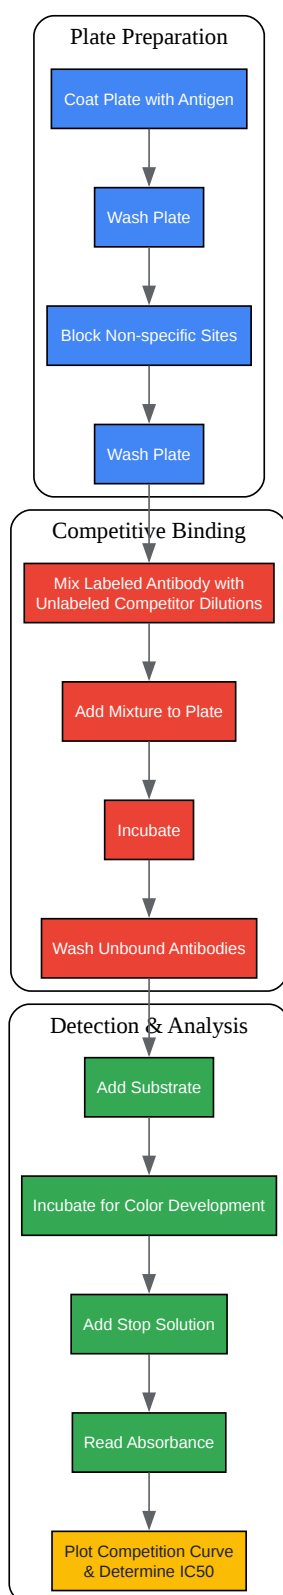 Plate Preparation
Coat Plate with Antigen
Wash Plate
Block Non-specific Sites
Wash Plate
Competitive Binding
Mix Labeled Antibody with
Unlabeled Competitor Dilutions
Add Mixture to Plate
Incubate
Wash Unbound Antibodies
Detection & Analysis
Add Substrate
Incubate for Color Development
Add Stop Solution
Read Absorbance
Plot Competition Curve
& Determine IC50